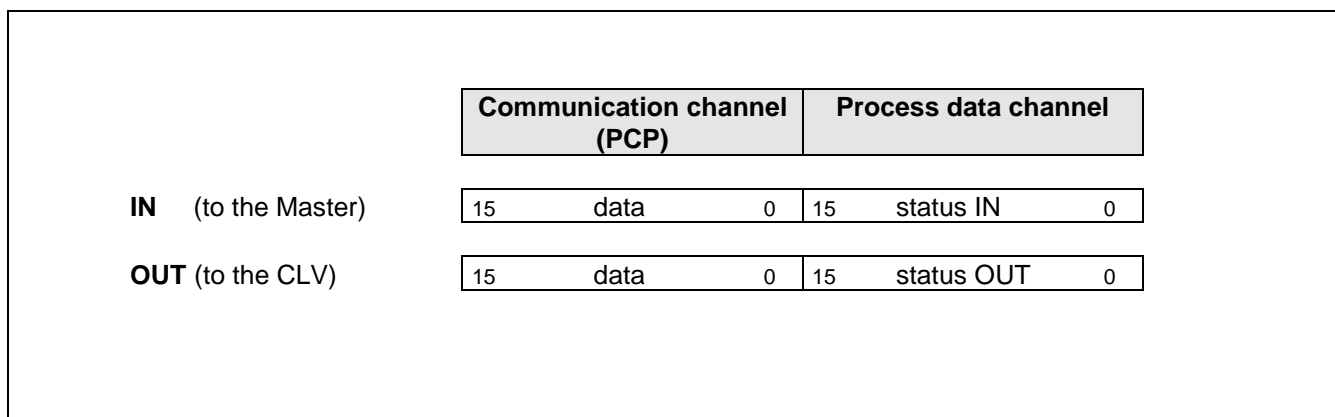 Communication channel Process data channel
(PCP)
IN (to the Master) 15 data 0 15 status IN 0
OUT (to the CLV) 15 data 0 15 status OUT 0